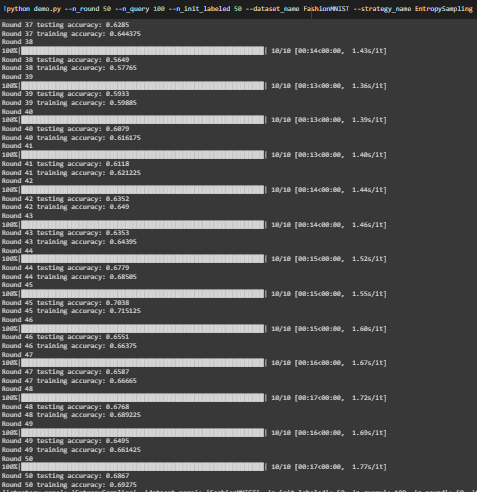 !python demo.py --n_round 50 --n_query 100 --n_init_labeled 50 --dataset_name FashionMNIST --strategy_name EntropySampling
Round 37 testing accuracy: 0.6285
Round 37 training accuracy: 0.644375
Round 38
100%|██████████| 10/10 [00:14<00:00, 1.43s/it]
Round 38 testing accuracy: 0.5649
Round 38 training accuracy: 0.57765
Round 39
100%|██████████| 10/10 [00:13<00:00, 1.36s/it]
Round 39 testing accuracy: 0.5933
Round 39 training accuracy: 0.59885
Round 40
100%|██████████| 10/10 [00:13<00:00, 1.39s/it]
Round 40 testing accuracy: 0.6079
Round 40 training accuracy: 0.616175
Round 41
100%|██████████| 10/10 [00:13<00:00, 1.40s/it]
Round 41 testing accuracy: 0.6118
Round 41 training accuracy: 0.621225
Round 42
100%|██████████| 10/10 [00:14<00:00, 1.44s/it]
Round 42 testing accuracy: 0.6352
Round 42 training accuracy: 0.649
Round 43
100%|██████████| 10/10 [00:14<00:00, 1.46s/it]
Round 43 testing accuracy: 0.6353
Round 43 training accuracy: 0.64395
Round 44
100%|██████████| 10/10 [00:15<00:00, 1.52s/it]
Round 44 testing accuracy: 0.6779
Round 44 training accuracy: 0.68505
Round 45
100%|██████████| 10/10 [00:15<00:00, 1.55s/it]
Round 45 testing accuracy: 0.7038
Round 45 training accuracy: 0.715125
Round 46
100%|██████████| 10/10 [00:15<00:00, 1.60s/it]
Round 46 testing accuracy: 0.6551
Round 46 training accuracy: 0.66375
Round 47
100%|██████████| 10/10 [00:16<00:00, 1.67s/it]
Round 47 testing accuracy: 0.6587
Round 47 training accuracy: 0.66665
Round 48
100%|██████████| 10/10 [00:17<00:00, 1.72s/it]
Round 48 testing accuracy: 0.6768
Round 48 training accuracy: 0.689225
Round 49
100%|██████████| 10/10 [00:16<00:00, 1.69s/it]
Round 49 testing accuracy: 0.6495
Round 49 training accuracy: 0.661425
Round 50
100%|██████████| 10/10 [00:17<00:00, 1.77s/it]
Round 50 testing accuracy: 0.6867
Round 50 training accuracy: 0.69275